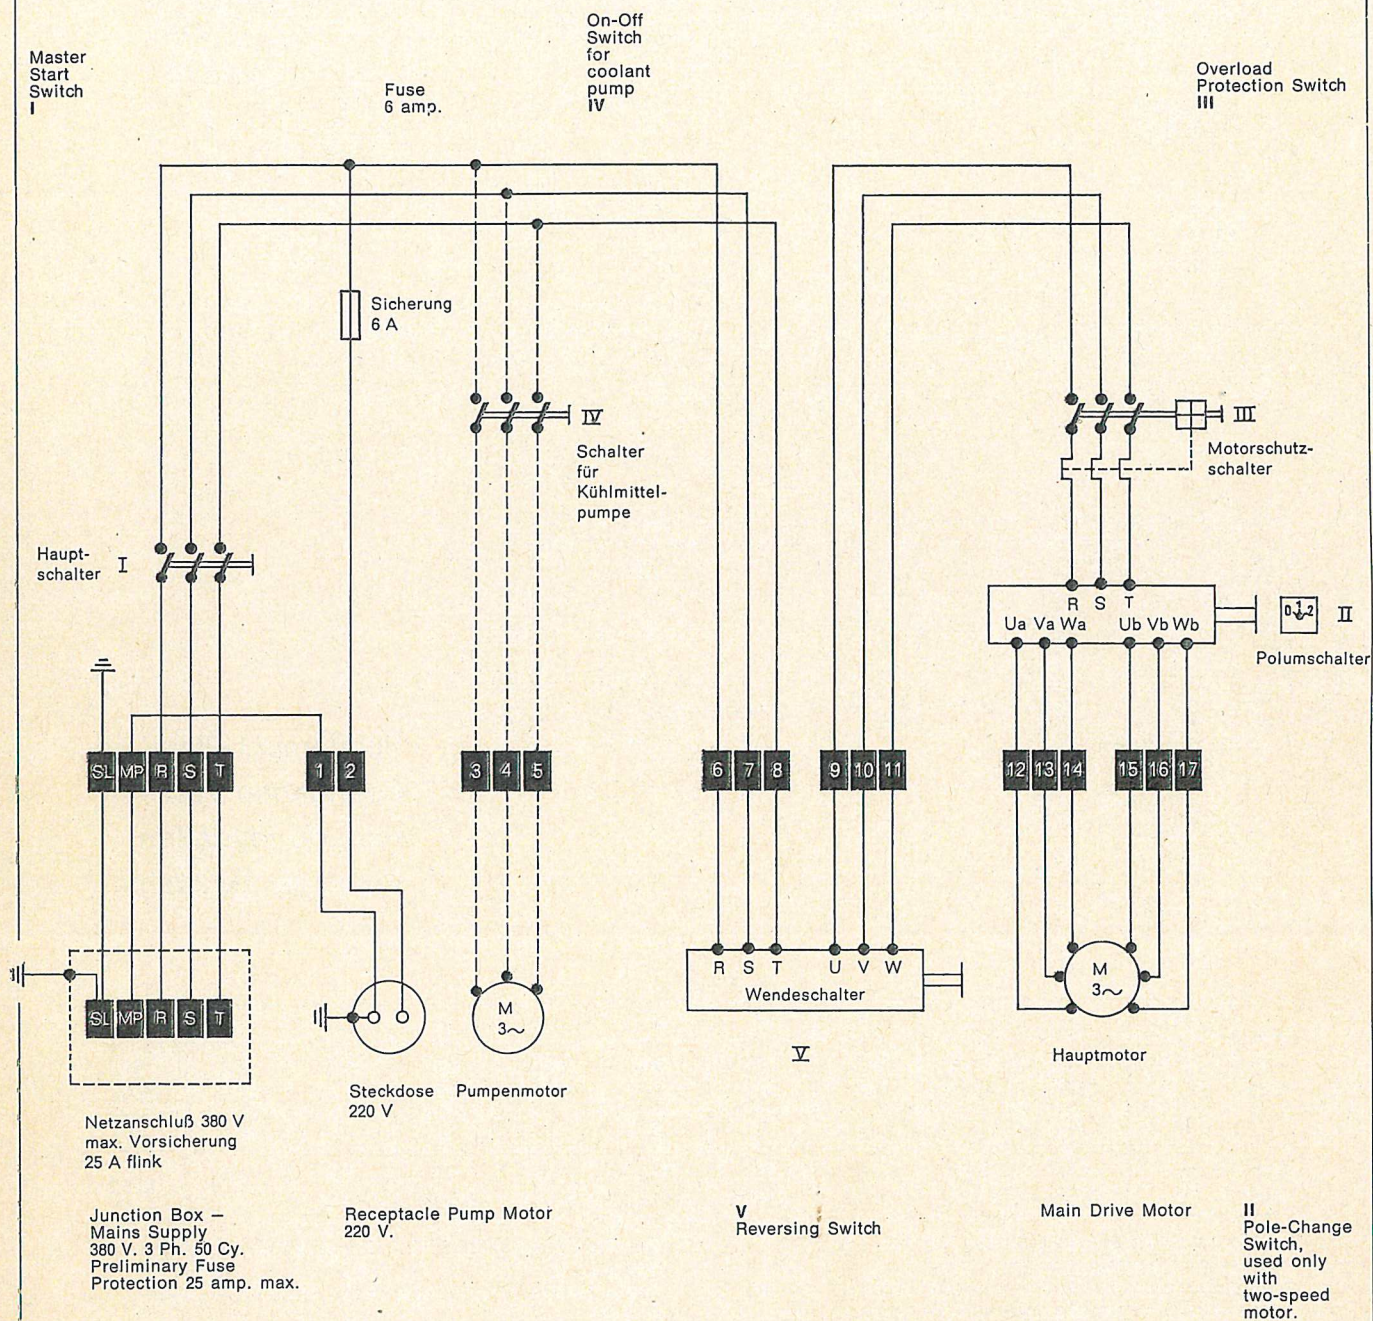 Master
Start
Switch
I
Fuse
6 amp.
On-Off
Switch
for
coolant
pump
IV
Overload
Protection Switch
III
Sicherung
6 A
IV
Schalter
für
Kühlmittel-
pumpe
III
Motorschutz-
schalter
Haupt-
schalter
I
R S T
Ua Va Wa Ub Vb Wb
0 1 2
II
Polumschalter
SL MP R S T 1 2 3 4 5 6 7 8 9 10 11 12 13 14 15 16 17
R S T U V W
Wendeschalter
V
SL MP R S T
M
3~
M
3~
Hauptmotor
Steckdose
220 V
Pumpenmotor
Netzanschluß 380 V
max. Vorsicherung
25 A flink
Junction Box –
Mains Supply
380 V. 3 Ph. 50 Cy.
Preliminary Fuse
Protection 25 amp. max.
Receptacle Pump Motor
220 V.
V
Reversing Switch
Main Drive Motor
II
Pole-Change
Switch,
used only
with
two-speed
motor.